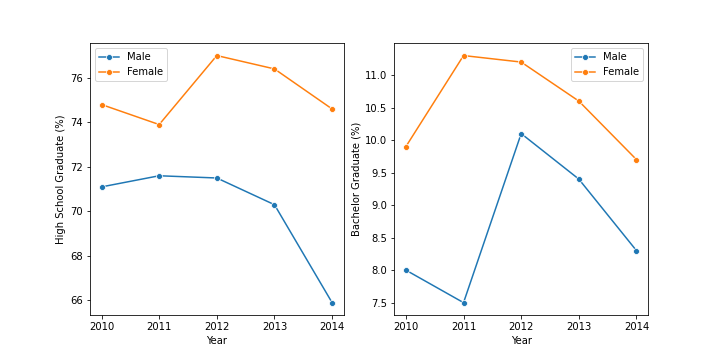 High School Graduate (%)
76
74
72
70
68
66
Male
Female
2010 2011 2012 2013 2014
Year
Bachelor Graduate (%)
11.0
10.5
10.0
9.5
9.0
8.5
8.0
7.5
Male
Female
2010 2011 2012 2013 2014
Year